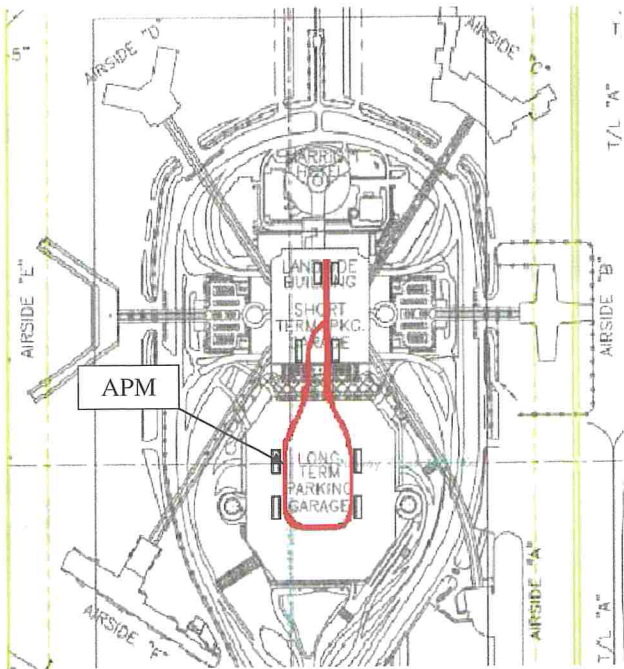 5"
AIRSIDE "D"
AIRSIDE "C"
T
T/L "A"
MARRIOTT
HOTEL
AIRSIDE "E"
LANDSIDE
BUILDING
SHORT
TERM PKG.
GARAGE
AIRSIDE "B"
APM
LONG
TERM
PARKING
GARAGE
AIRSIDE "F"
AIRSIDE "A"
T/L "A"